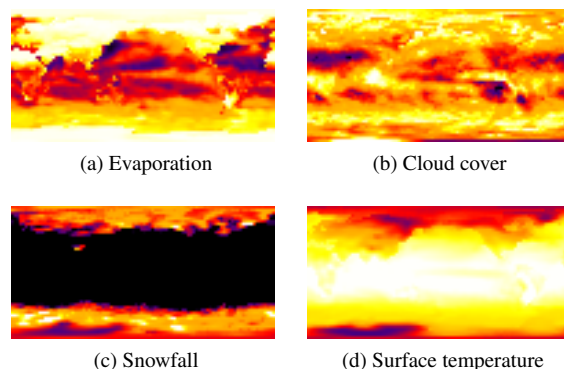 (a) Evaporation
(b) Cloud cover
(c) Snowfall
(d) Surface temperature